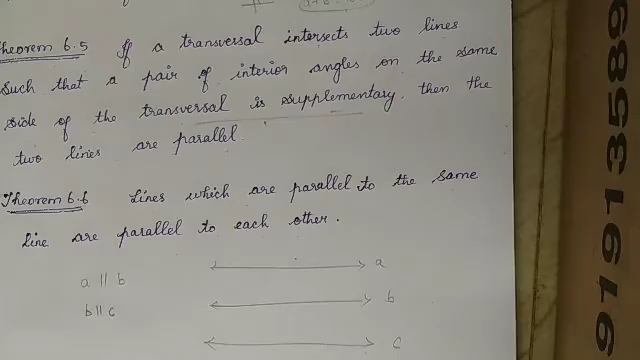 Theorem 6.5 If a transversal intersects two lines
such that a pair of interior angles on the same
side of the transversal is supplementary. then the
two lines are parallel.
Theorem 6.6 Lines which are parallel to the same
line are parallel to each other.
a || b
b || c
a
b
c
91913589